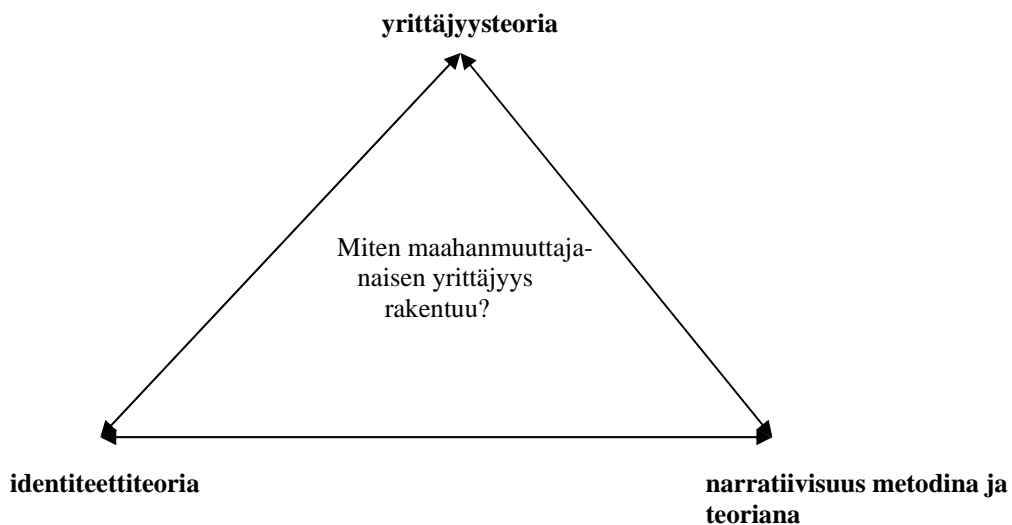 yrittäjyysteoria
Miten maahanmuuttaja-
naisen yrittäjyys
rakentuu?
identiteettiteoria
narratiivisuus metodina ja
teoriana